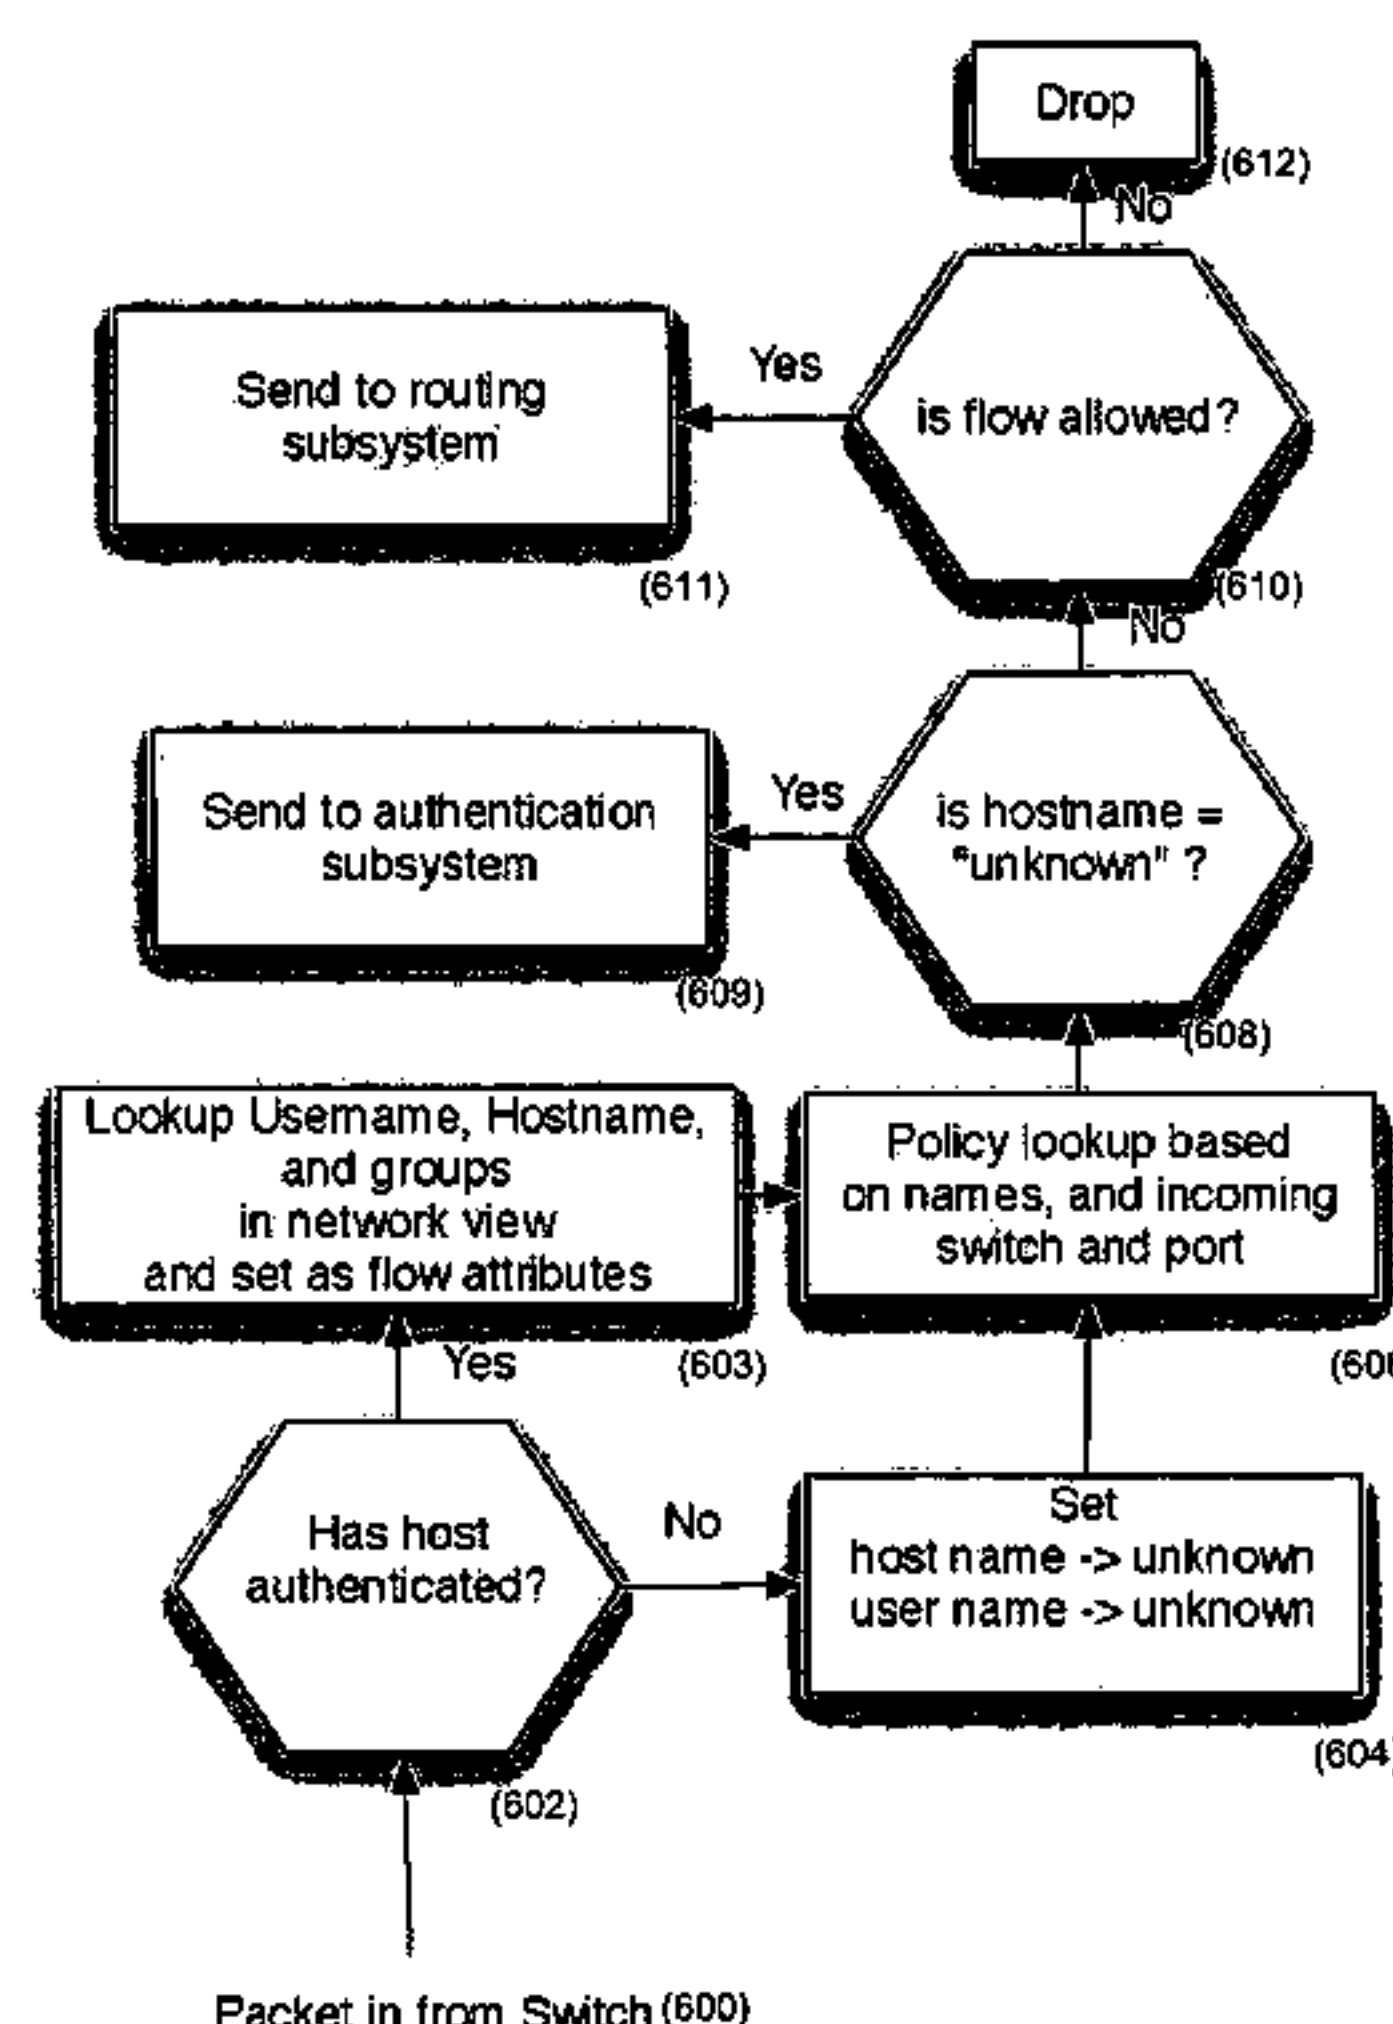 Drop
(612)
No
Yes
is flow allowed?
Send to routing
subsystem
(611)
(610)
No
Yes
is hostname =
"unknown" ?
Send to authentication
subsystem
(609)
(608)
Lookup Username, Hostname,
and groups
in network view
and set as flow attributes
Policy lookup based
on names, and incoming
switch and port
Yes
(603)
Has host
authenticated?
No
Set
host name -> unknown
user name -> unknown
(604)
(602)
Packet in from Switch (600)